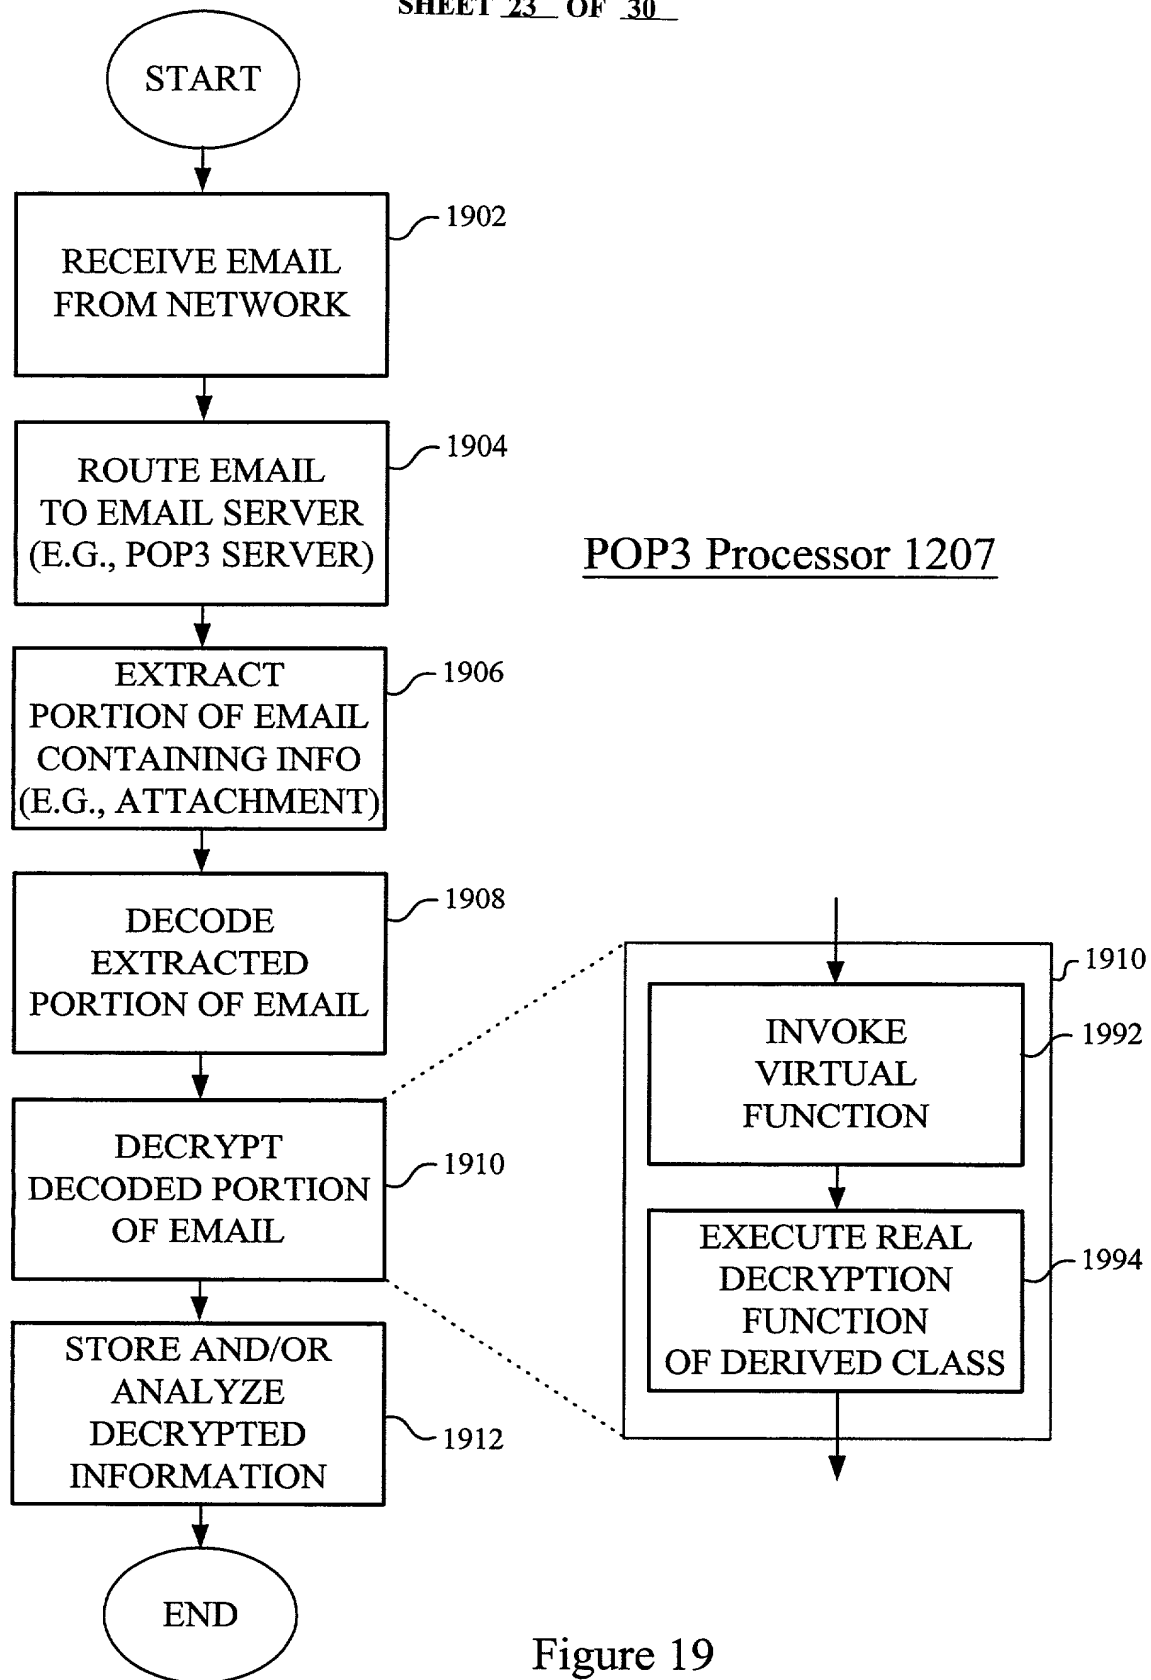 SHEET 23 OF 30
START
1902
RECEIVE EMAIL
FROM NETWORK
1904
ROUTE EMAIL
TO EMAIL SERVER
(E.G., POP3 SERVER)
POP3 Processor 1207
1906
EXTRACT
PORTION OF EMAIL
CONTAINING INFO
(E.G., ATTACHMENT)
1908
DECODE
EXTRACTED
PORTION OF EMAIL
1910
DECRYPT
DECODED PORTION
OF EMAIL
1910
INVOKE
VIRTUAL
FUNCTION
1992
EXECUTE REAL
DECRYPTION
FUNCTION
OF DERIVED CLASS
1994
STORE AND/OR
ANALYZE
DECRYPTED
INFORMATION
1912
END
Figure 19